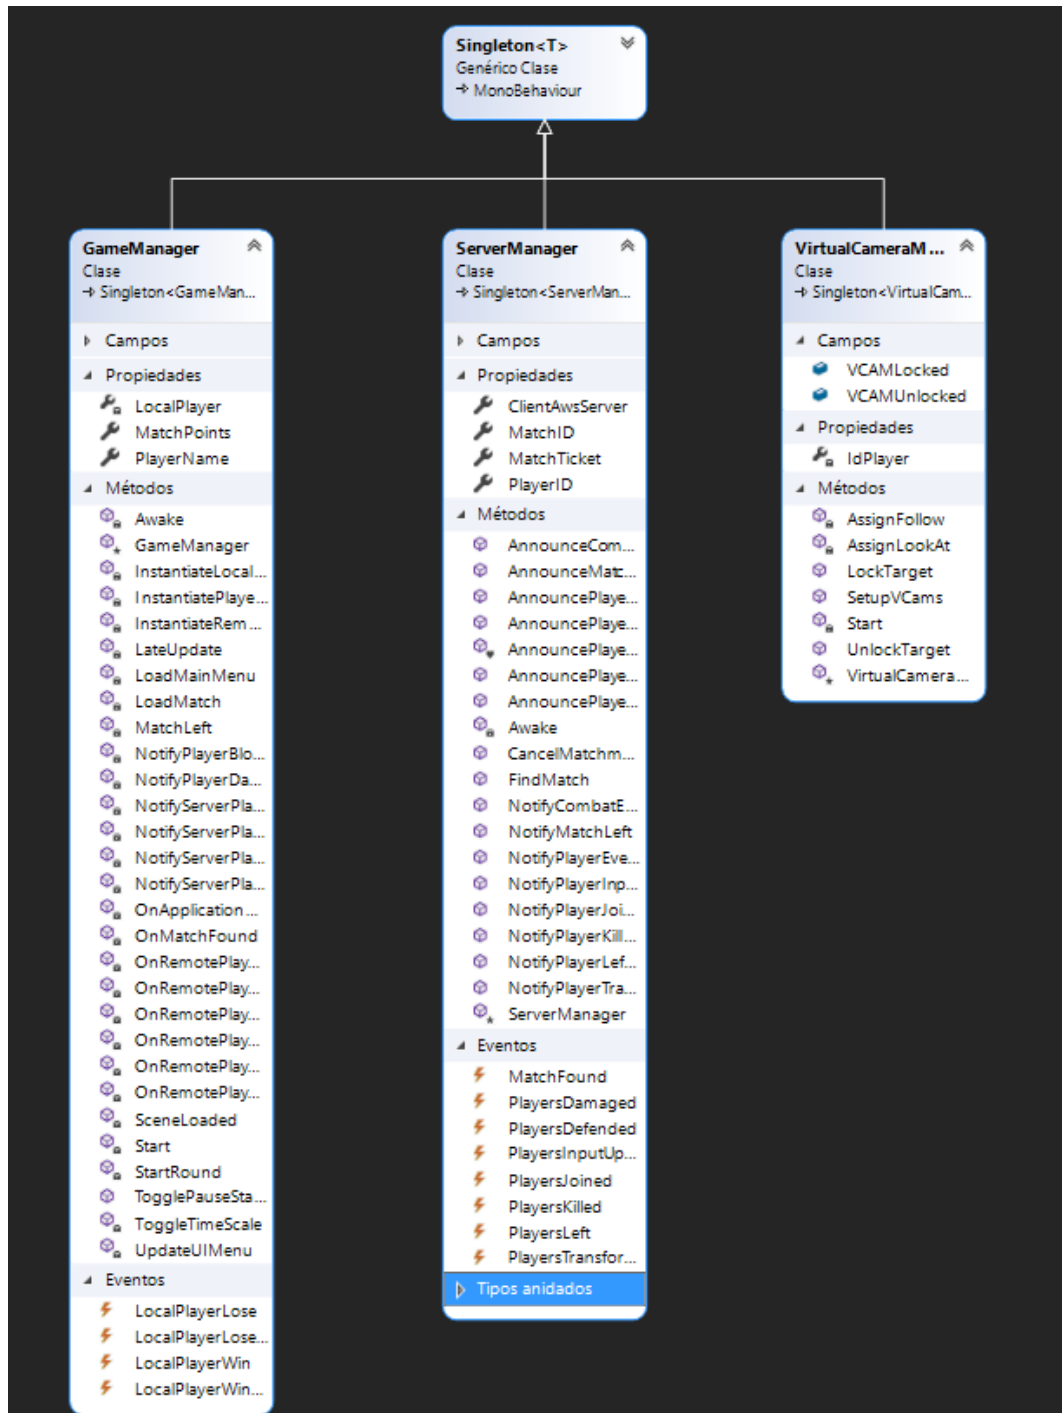 Singleton<T>
Genérico Clase
MonoBehaviour
GameManager
Clase
Singleton<GameMan...
Campos
Propiedades
LocalPlayer
MatchPoints
PlayerName
Métodos
Awake
GameManager
InstantiateLocal...
InstantiatePlaye...
InstantiateRem...
LateUpdate
LoadMainMenu
LoadMatch
MatchLeft
NotifyPlayerBlo...
NotifyPlayerDa...
NotifyServerPla...
NotifyServerPla...
NotifyServerPla...
NotifyServerPla...
OnApplication...
OnMatchFound
OnRemotePlay...
OnRemotePlay...
OnRemotePlay...
OnRemotePlay...
OnRemotePlay...
OnRemotePlay...
SceneLoaded
Start
StartRound
TogglePauseSta...
ToggleTimeScale
UpdateUIMenu
Eventos
LocalPlayerLose
LocalPlayerLose...
LocalPlayerWin
LocalPlayerWin...
ServerManager
Clase
Singleton<ServerMan...
Campos
Propiedades
ClientAwsServer
MatchID
MatchTicket
PlayerID
Métodos
AnnounceCom...
AnnounceMatc...
AnnouncePlaye...
AnnouncePlaye...
AnnouncePlaye...
AnnouncePlaye...
AnnouncePlaye...
Awake
CancelMatchm...
FindMatch
NotifyCombatE...
NotifyMatchLeft
NotifyPlayerEve...
NotifyPlayerInp...
NotifyPlayerJoi...
NotifyPlayerKill...
NotifyPlayerLef...
NotifyPlayerTra...
ServerManager
Eventos
MatchFound
PlayersDamaged
PlayersDefended
PlayersInputUp...
PlayersJoined
PlayersKilled
PlayersLeft
PlayersTransfor...
Tipos anidados
VirtualCameraM...
Clase
Singleton<VirtualCam...
Campos
VCAMLocked
VCAMUnlocked
Propiedades
IdPlayer
Métodos
AssignFollow
AssignLookAt
LockTarget
SetupVCams
Start
UnlockTarget
VirtualCamera...